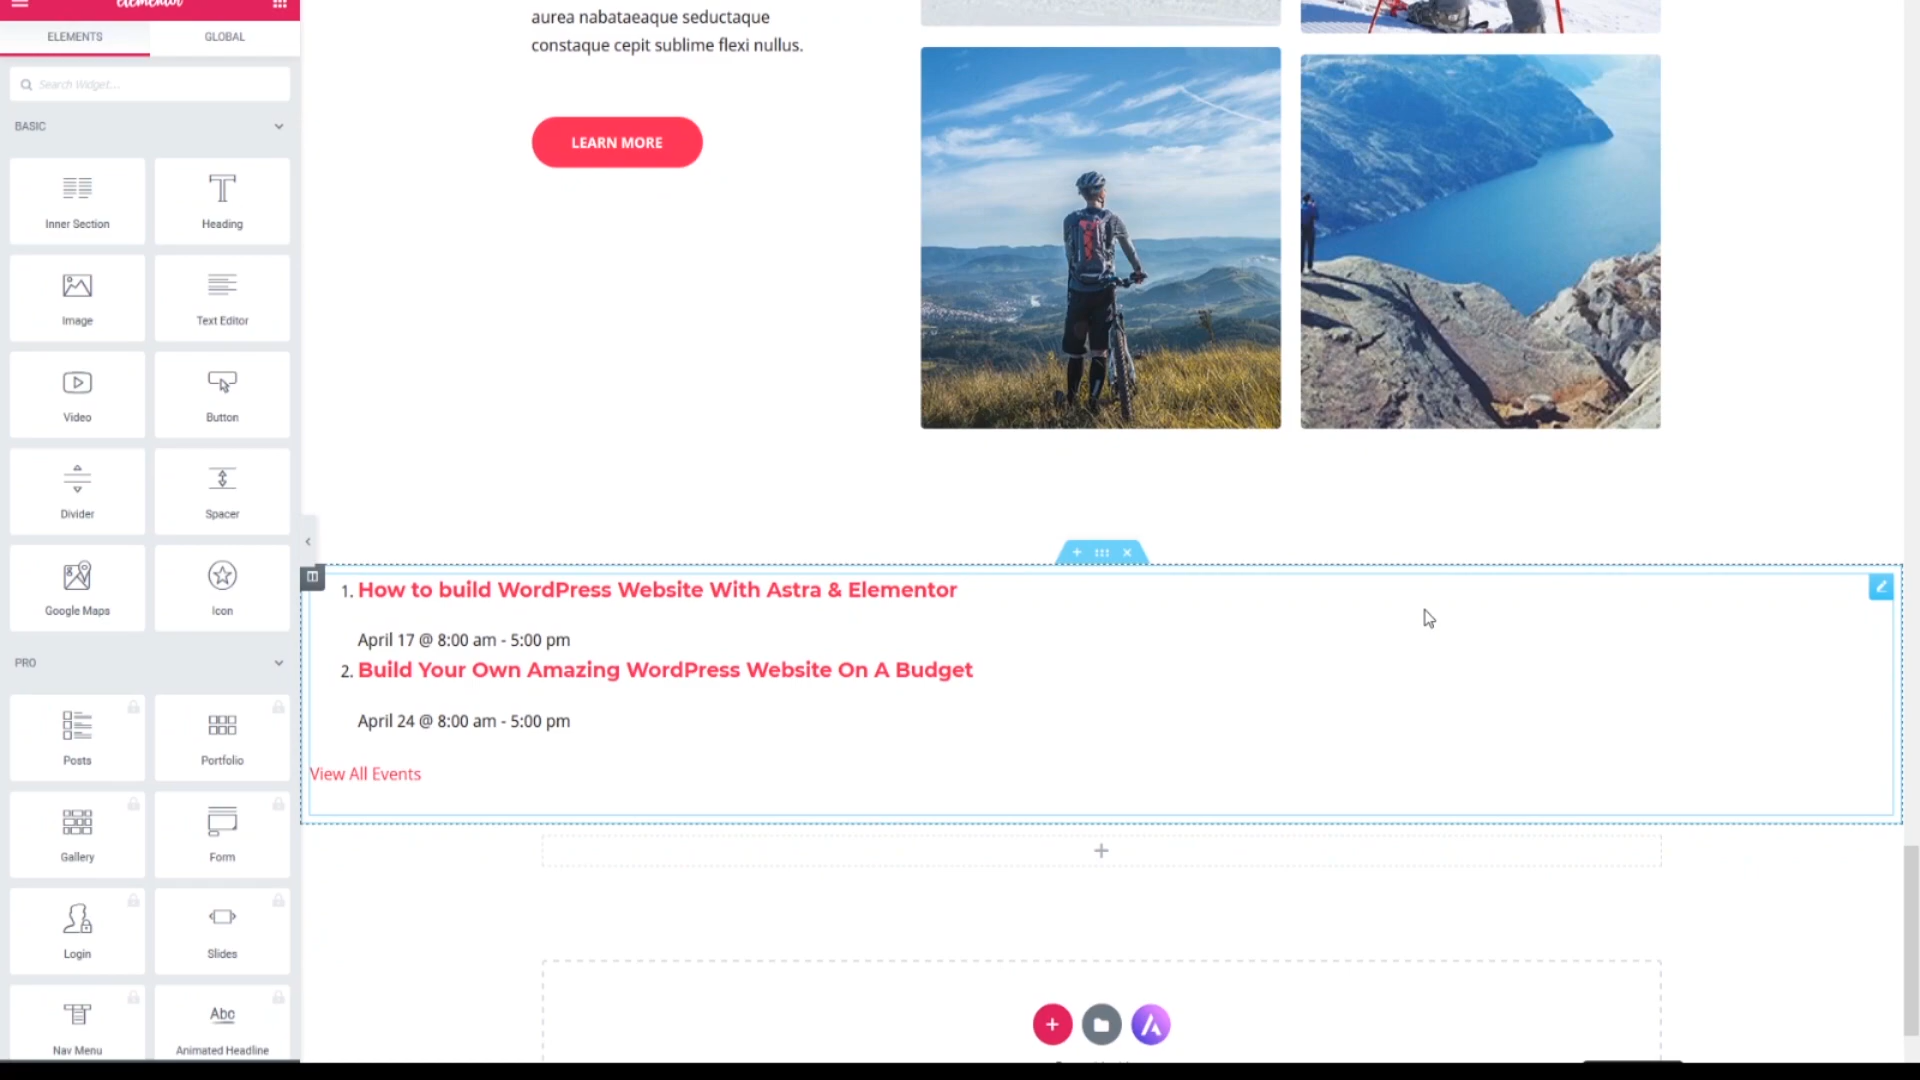 elementor
ELEMENTS
GLOBAL
Search Widget...
BASIC
Inner Section
Heading
Image
Text Editor
Video
Button
Divider
Spacer
Google Maps
Icon
PRO
Posts
Portfolio
Gallery
Form
Login
Slides
Nav Menu
Abc
Animated Headline
aurea nabataeaque seductaque
constaque cepit sublime flexi nullus.
LEARN MORE
1. How to build WordPress Website With Astra & Elementor
April 17 @ 8:00 am - 5:00 pm
2. Build Your Own Amazing WordPress Website On A Budget
April 24 @ 8:00 am - 5:00 pm
View All Events